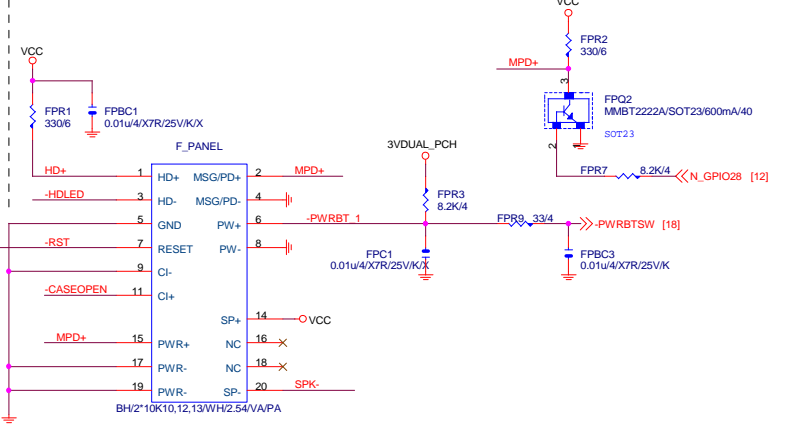 VCC
FPR2
330/6
MPD+
3
FPQ2
MMBT2222A/SOT23/600mA/40
SOT23
2
FPR7 8.2K/4 N_GPIO28 [12]
VCC
FPR1
330/6
FPBC1
0.01u/4/X7R/25V/K/X
F_PANEL
HD+ 1 HD+ MSG/PD+ 2 MPD+
-HDLED 3 HD- MSG/PD- 4
5 GND PW+ 6 -PWRBT_1
-RST 7 RESET PW- 8
9 CI-
-CASEOPEN 11 CI+
SP+ 14 VCC
MPD+ 15 PWR+ NC 16
17 PWR- NC 18
19 PWR- SP- 20 SPK-
BH/2*10K10,12,13/WH/2.54/VA/PA
3VDUAL_PCH
FPR3
8.2K/4
FPR9 33/4 -PWRBTSW [18]
FPC1
0.01u/4/X7R/25V/K/X
FPBC3
0.01u/4/X7R/25V/K